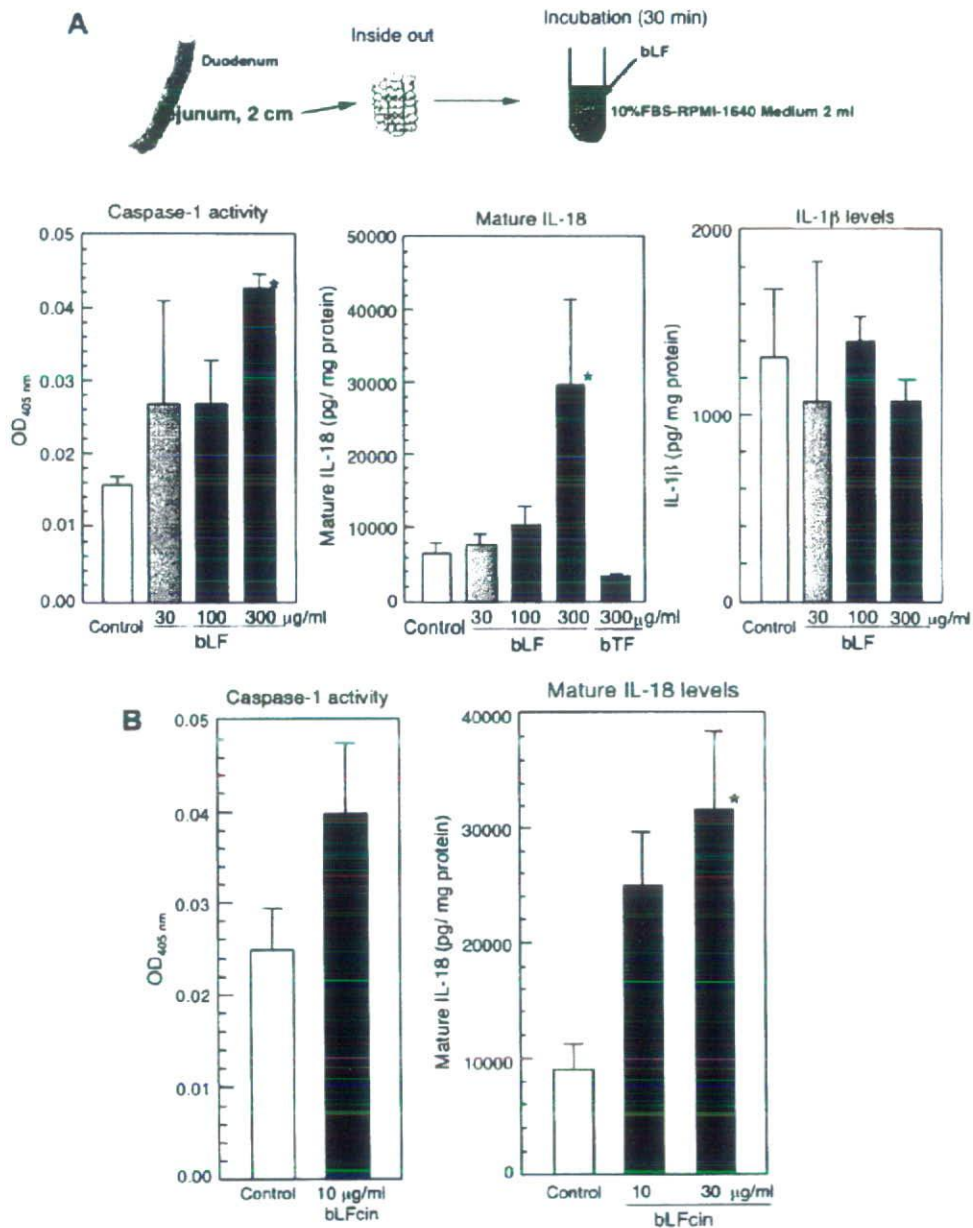 A
Inside out
Incubation (30 min)
Duodenum
bLF
jejunum, 2 cm
10%FBS-RPMI-1640 Medium 2 ml
Caspase-1 activity
OD405 nm
0.05
0.04
0.03
0.02
0.01
0.00
Control
30 100 300 μg/ml
bLF
Mature IL-18
Mature IL-18 (pg/ mg protein)
50000
40000
30000
20000
10000
0
Control
30 100 300 300μg/ml
bLF bTF
*
IL-1β levels
IL-1β (pg/ mg protein)
2000
1000
0
Control
30 100 300 μg/ml
bLF
*
B
Caspase-1 activity
OD405 nm
0.05
0.04
0.03
0.02
0.01
0.00
Control 10 μg/ml
bLFcin
Mature IL-18 levels
Mature IL-18 (pg/ mg protein)
40000
30000
20000
10000
0
Control 10 30 μg/ml
bLFcin
*